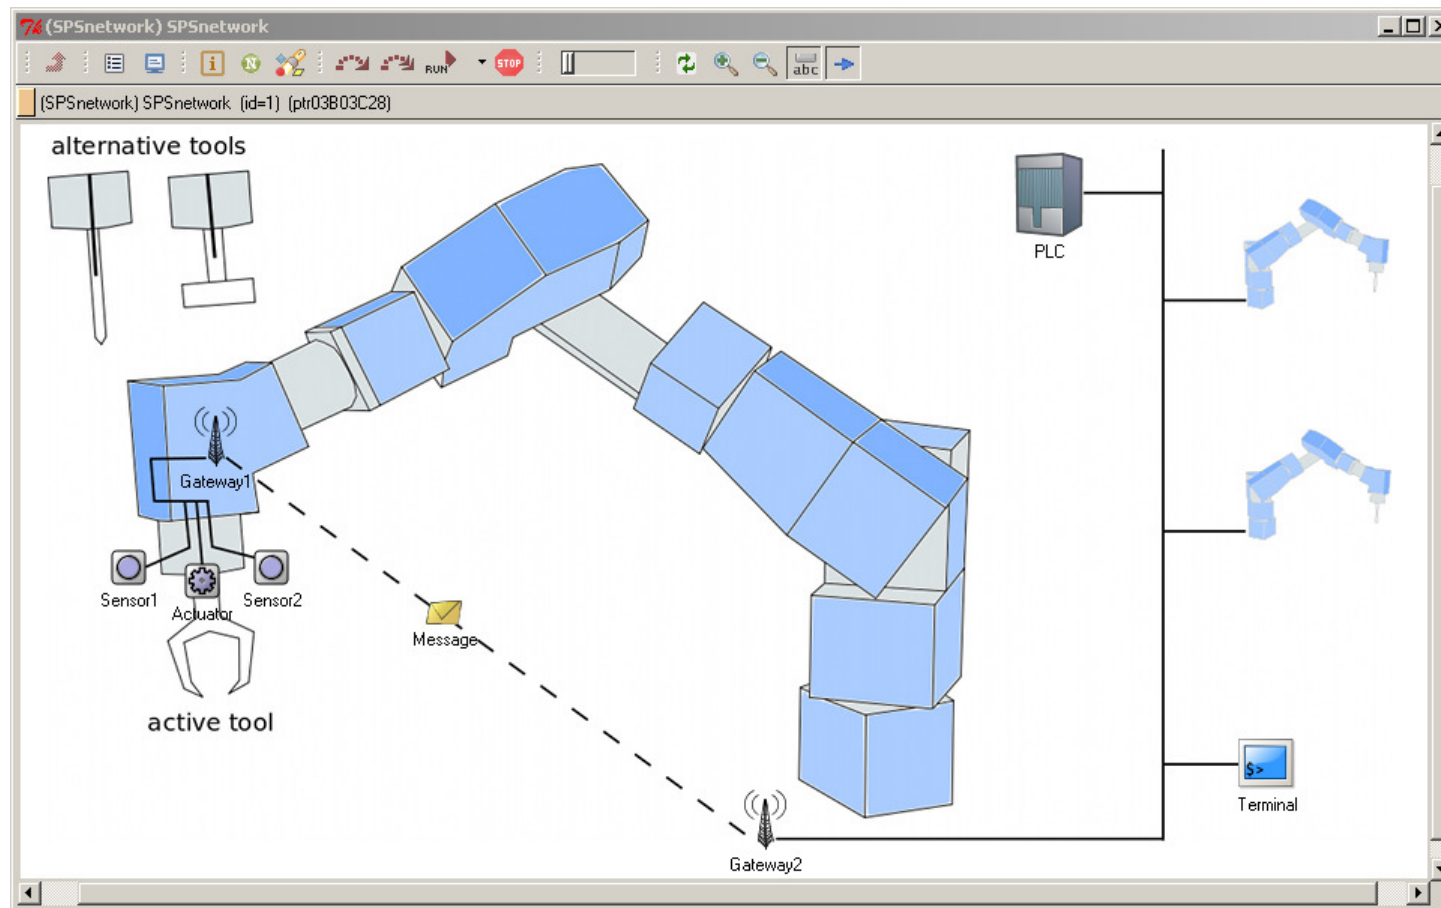 (SPSnetwork) SPSnetwork
RUN
STOP
abc
(SPSnetwork) SPSnetwork (id=1) (ptr03B03C28)
alternative tools
PLC
Gateway1
Sensor1
Actuator
Sensor2
Message
active tool
$>
Terminal
Gateway2